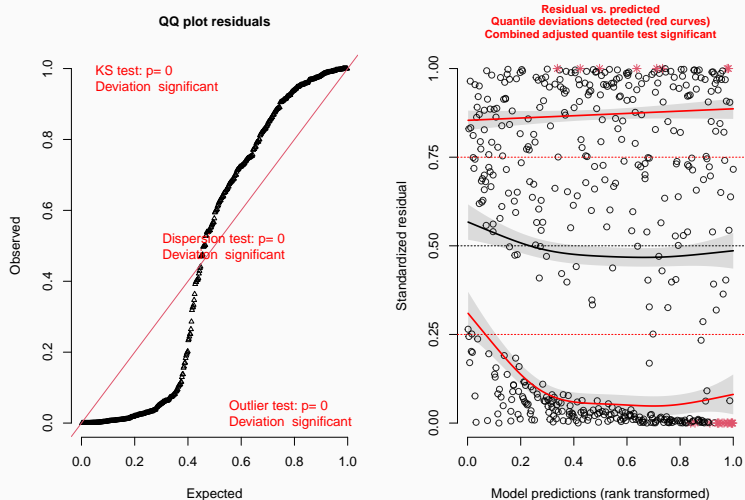 QQ plot residuals
KS test: p= 0
Deviation significant
Dispersion test: p= 0
Deviation significant
Outlier test: p= 0
Deviation significant
Observed
0.0
0.2
0.4
0.6
0.8
1.0
0.0
0.2
0.4
0.6
0.8
1.0
Expected
Residual vs. predicted
Quantile deviations detected (red curves)
Combined adjusted quantile test significant
Standardized residual
0.00
0.25
0.50
0.75
1.00
0.0
0.2
0.4
0.6
0.8
1.0
Model predictions (rank transformed)